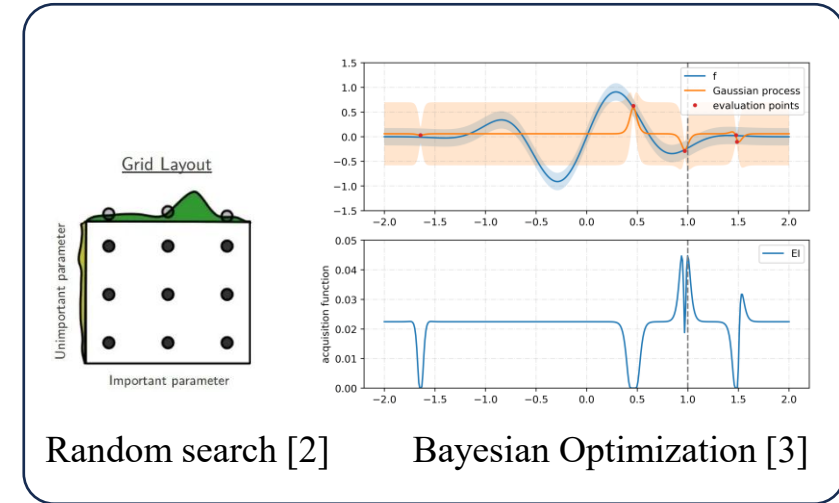 Grid Layout
Unimportant parameter
Important parameter
1.5
1.0
0.5
0.0
−0.5
−1.0
−1.5
f
Gaussian process
evaluation points
−2.0 −1.5 −1.0 −0.5 0.0 0.5 1.0 1.5 2.0
0.05
0.04
0.03
0.02
0.01
0.00
acquisition function
EI
−2.0 −1.5 −1.0 −0.5 0.0 0.5 1.0 1.5 2.0
Random search [2] Bayesian Optimization [3]